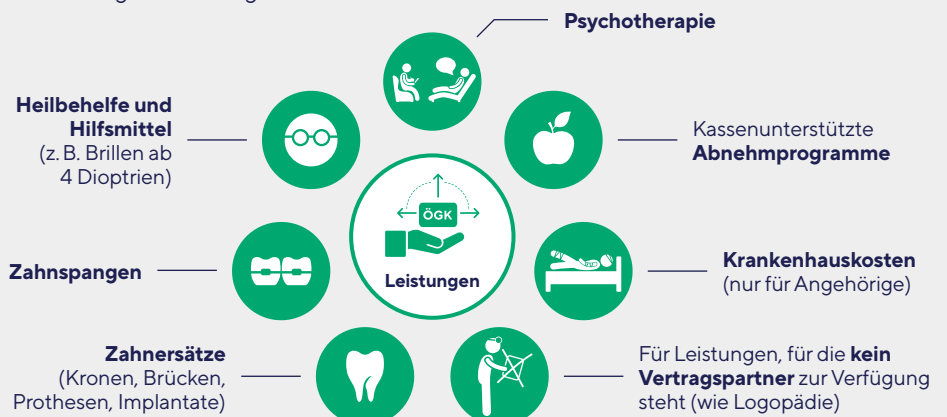 Psychotherapie
Heilbehelfe und
Hilfsmittel
(z. B. Brillen ab
4 Dioptrien)
Kassenunterstützte
Abnehmprogramme
ÖGK
Leistungen
Zahnspangen
Krankenhauskosten
(nur für Angehörige)
Zahnersätze
(Kronen, Brücken,
Prothesen, Implantate)
Für Leistungen, für die kein
Vertragspartner zur Verfügung
steht (wie Logopädie)